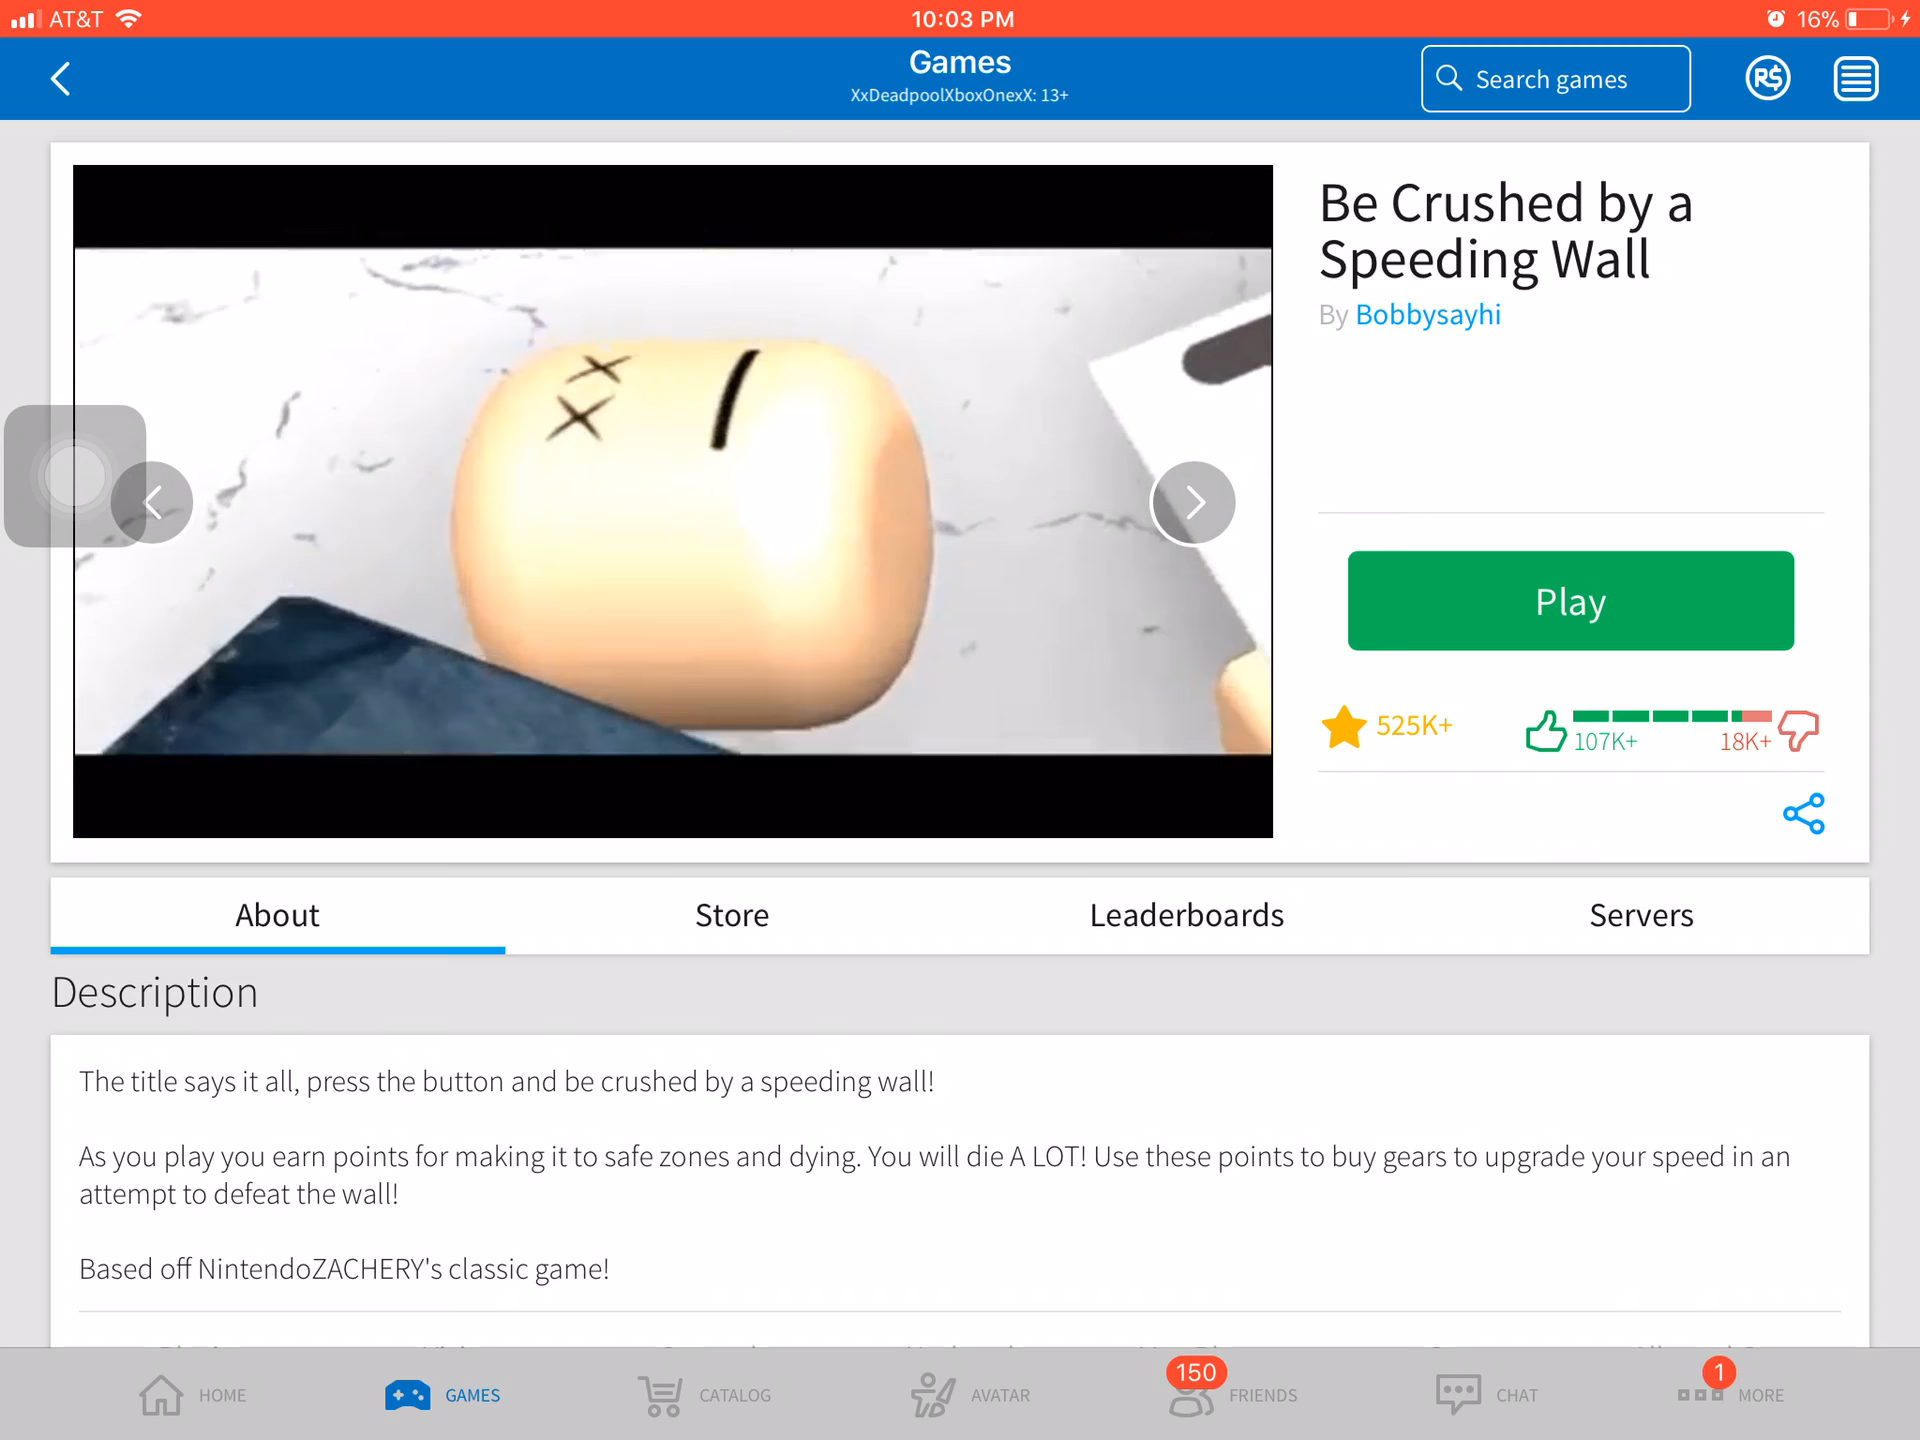 AT&T
10:03 PM
16%
Games
XxDeadpoolXboxOnexX: 13+
Search games
R$
Be Crushed by a
Speeding Wall
By Bobbysayhi
Play
525K+
107K+
18K+
About
Store
Leaderboards
Servers
Description
The title says it all, press the button and be crushed by a speeding wall!
As you play you earn points for making it to safe zones and dying. You will die A LOT! Use these points to buy gears to upgrade your speed in an
attempt to defeat the wall!
Based off NintendoZACHERY's classic game!
HOME
GAMES
CATALOG
AVATAR
150
FRIENDS
CHAT
1
MORE